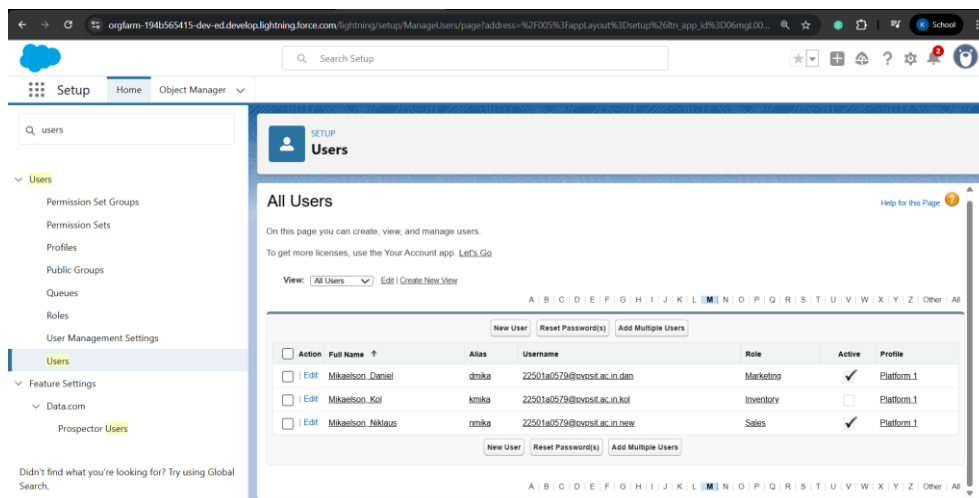 orgfarm-194b565415-dev-ed.develop.lightning.force.com/lightning/setup/ManageUsers/page?address=%2F005%3FappLayout%3Dsetup%26ltn_app_id%3D06mgL00...
K School
Search Setup
2
Setup Home Object Manager
users
SETUP
Users
Users
Permission Set Groups
Permission Sets
Profiles
Public Groups
Queues
Roles
User Management Settings
Users
Feature Settings
Data.com
Prospector Users
Didn't find what you're looking for? Try using Global
Search.
All Users
Help for this Page ?
On this page you can create, view, and manage users.
To get more licenses, use the Your Account app. Let's Go
View: All Users Edit | Create New View
A | B | C | D | E | F | G | H | I | J | K | L | M | N | O | P | Q | R | S | T | U | V | W | X | Y | Z | Other | All
New User Reset Password(s) Add Multiple Users
Action Full Name ↑ Alias Username Role Active Profile
| Edit Mikaelson, Daniel dmika 22501a0579@pvpsit.ac.in.dan Marketing ✓ Platform 1
| Edit Mikaelson, Kol kmika 22501a0579@pvpsit.ac.in.kol Inventory Platform 1
| Edit Mikaelson, Niklaus nmika 22501a0579@pvpsit.ac.in.new Sales ✓ Platform 1
New User Reset Password(s) Add Multiple Users
A | B | C | D | E | F | G | H | I | J | K | L | M | N | O | P | Q | R | S | T | U | V | W | X | Y | Z | Other | All